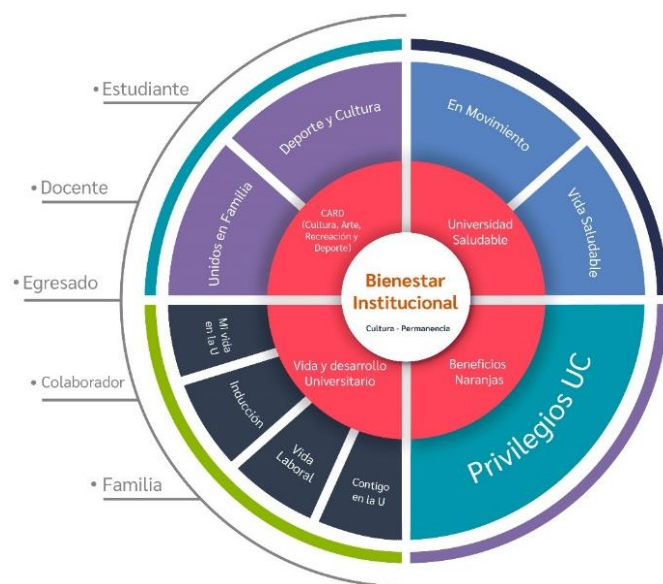 • Estudiante
• Docente
• Egresado
• Colaborador
• Familia
Deporte y Cultura
Unidos en Familia
En Movimiento
Vida Saludable
CARD
(Cultura, Arte,
Recreación y
Deporte)
Universidad
Saludable
Bienestar
Institucional
Cultura - Permanencia
Vida y desarrollo
Universitario
Beneficios
Naranjas
Mi vida
en la U
Inducción
Vida
Laboral
Contigo
en la U
Privilegios UC